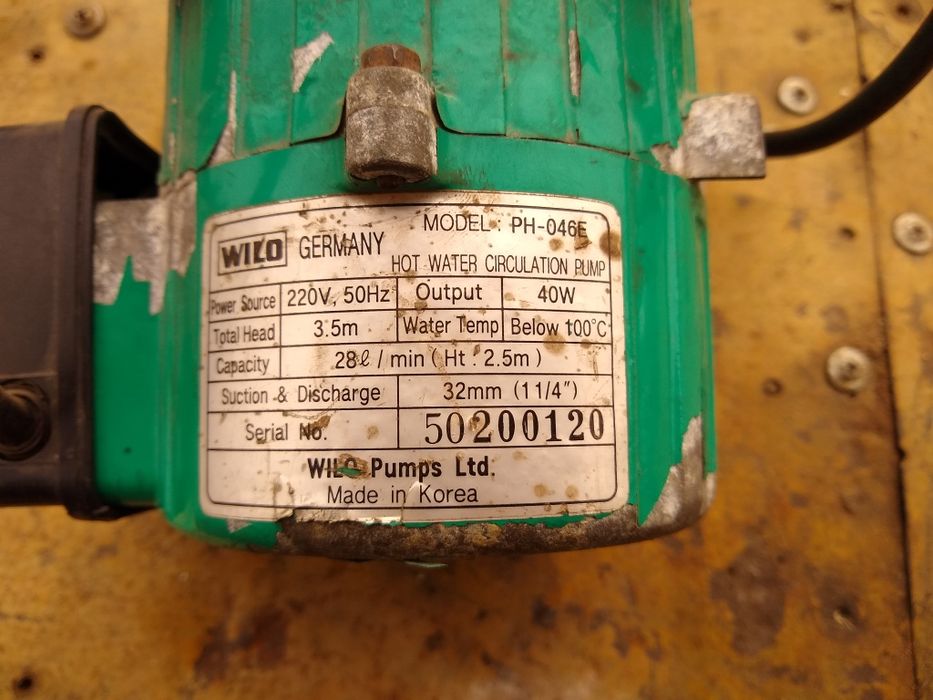 MODEL : PH-046E
WILO GERMANY
HOT WATER CIRCULATION PUMP
Power Source 220V, 50Hz Output 40W
Total Head 3.5m Water Temp Below 100°C
Capacity 28ℓ / min ( Ht : 2.5m )
Suction & Discharge 32mm (1 1/4")
Serial No. 50200120
WILO Pumps Ltd.
Made in Korea